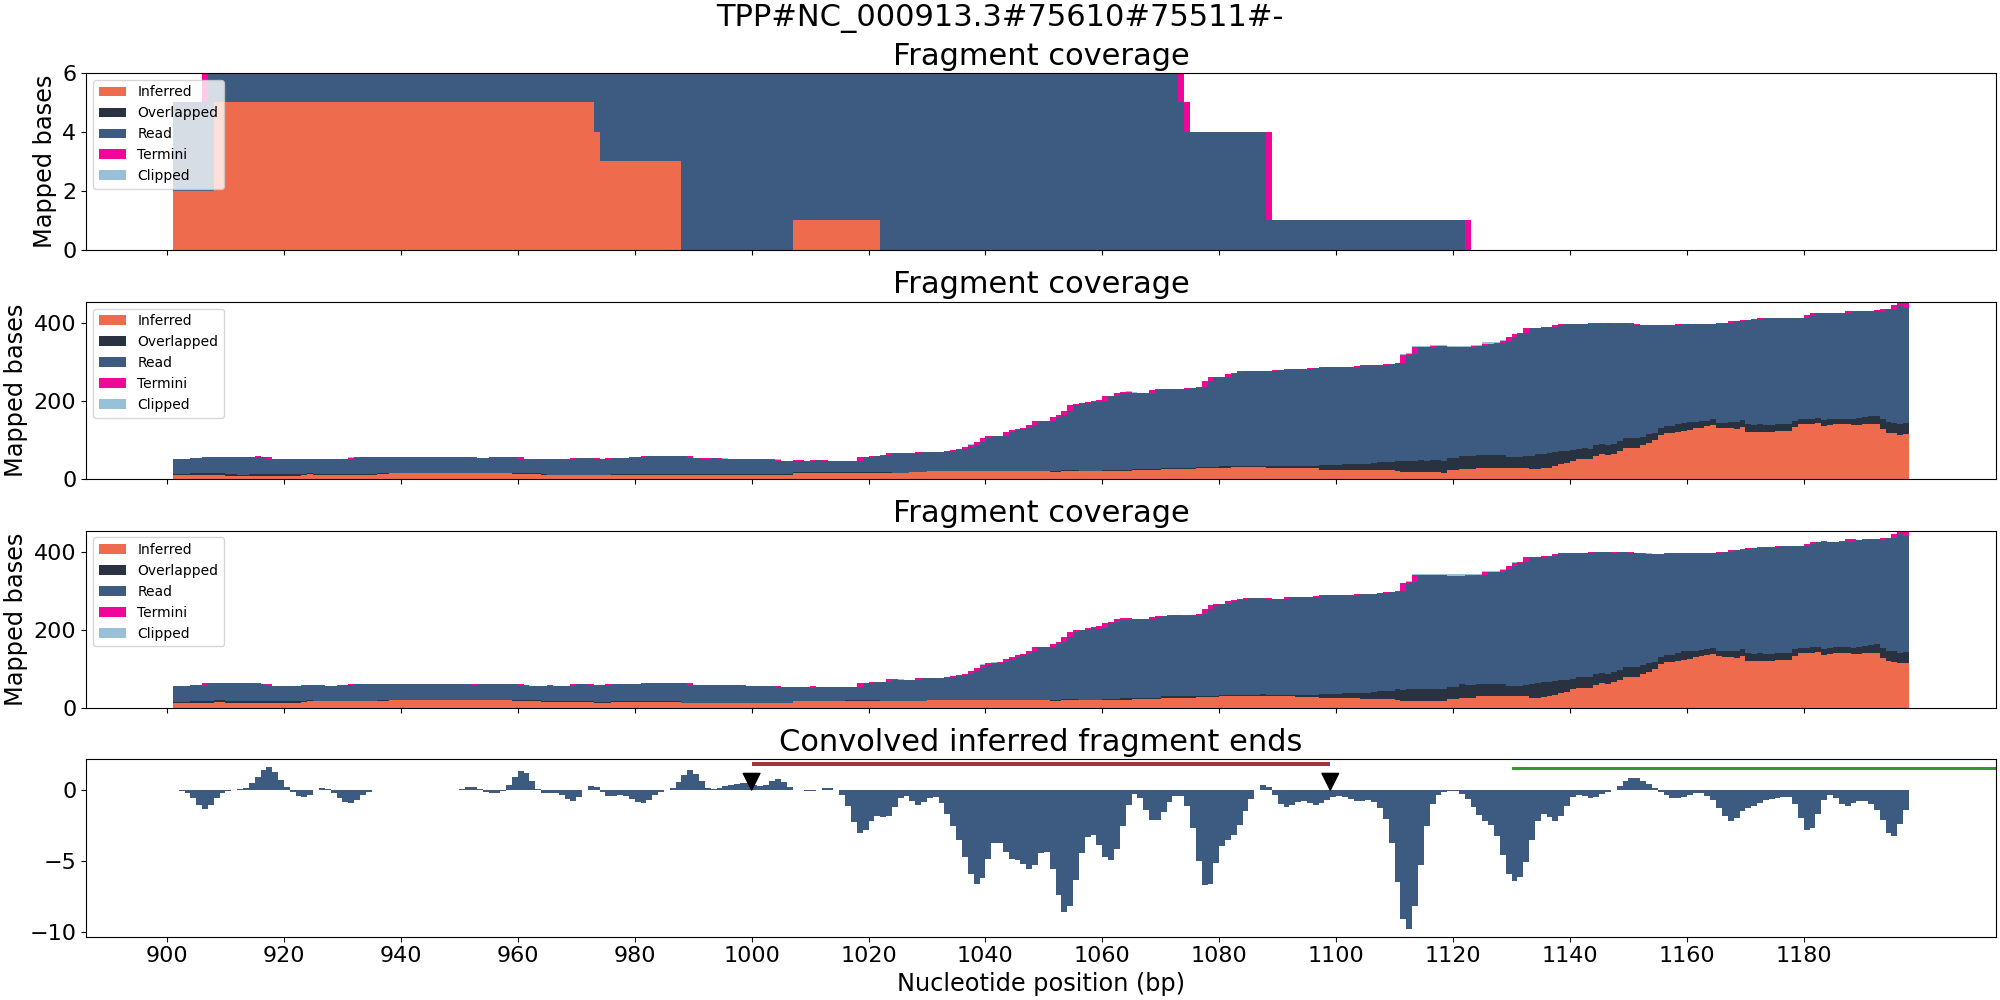 TPP#NC_000913.3#75610#75511#-
Fragment coverage
Mapped bases
6
4
2
0
Inferred
Overlapped
Read
Termini
Clipped
Fragment coverage
Mapped bases
400
200
0
Inferred
Overlapped
Read
Termini
Clipped
Fragment coverage
Mapped bases
400
200
0
Inferred
Overlapped
Read
Termini
Clipped
Convolved inferred fragment ends
0
−5
−10
900 920 940 960 980 1000 1020 1040 1060 1080 1100 1120 1140 1160 1180
Nucleotide position (bp)